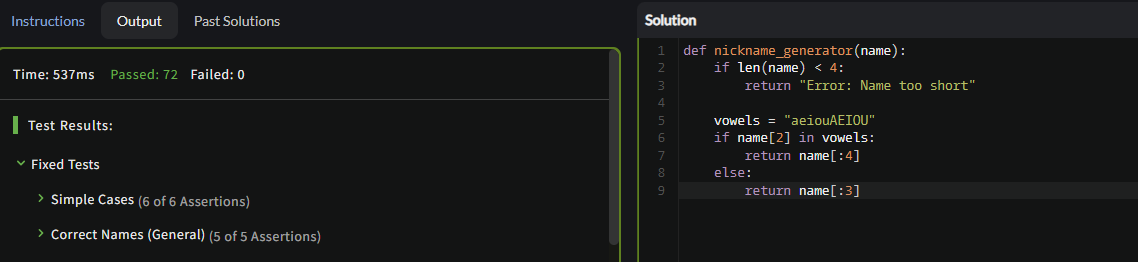 Instructions Output Past Solutions
Time: 537ms Passed: 72 Failed: 0
Test Results:
Fixed Tests
Simple Cases (6 of 6 Assertions)
Correct Names (General) (5 of 5 Assertions)
Solution
1 def nickname_generator(name):
2     if len(name) < 4:
3         return "Error: Name too short"
4
5     vowels = "aeiouAEIOU"
6     if name[2] in vowels:
7         return name[:4]
8     else:
9         return name[:3]